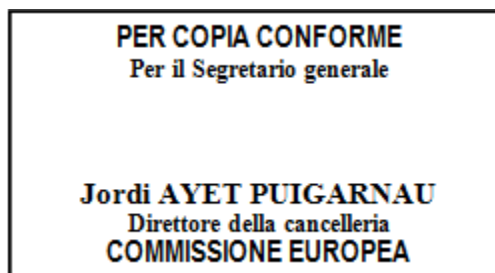 PER COPIA CONFORME
Per il Segretario generale
Jordi AYET PUIGARNAU
Direttore della cancelleria
COMMISSIONE EUROPEA